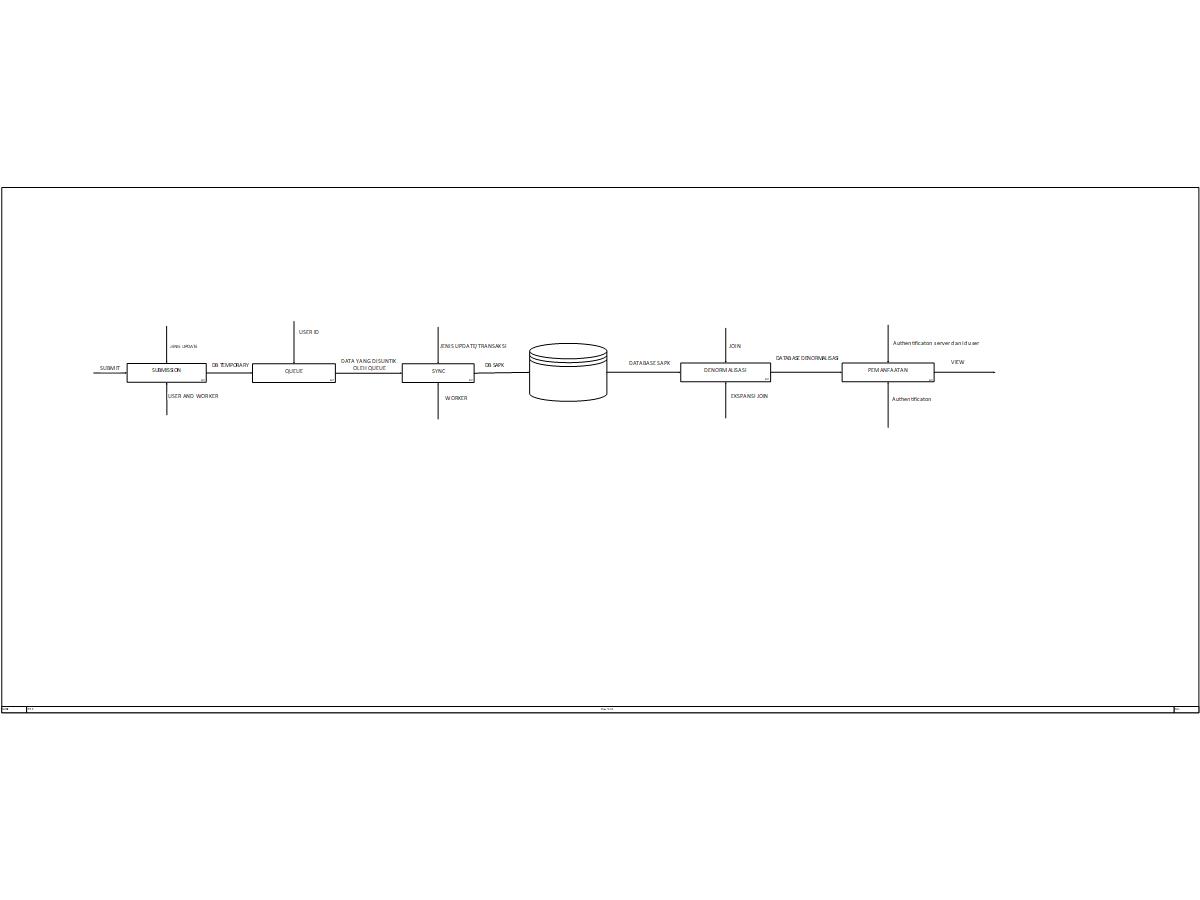 SUBMIT
JENIS UPDATE
SUBMISSION
USER AND WORKER
DB TEMPORARY
USER ID
QUEUE
DATA YANG DISUNTIK
OLEH QUEUE
JENIS UPDATE/TRANSAKSI
SYNC
WORKER
DB SAPK
DATABASE SAPK
JOIN
DENORMALISASI
EKSPANSI JOIN
DATABASE DENORMALISASI
Authentificaton server dan id user
PEMANFAATAN
Authentificaton
VIEW